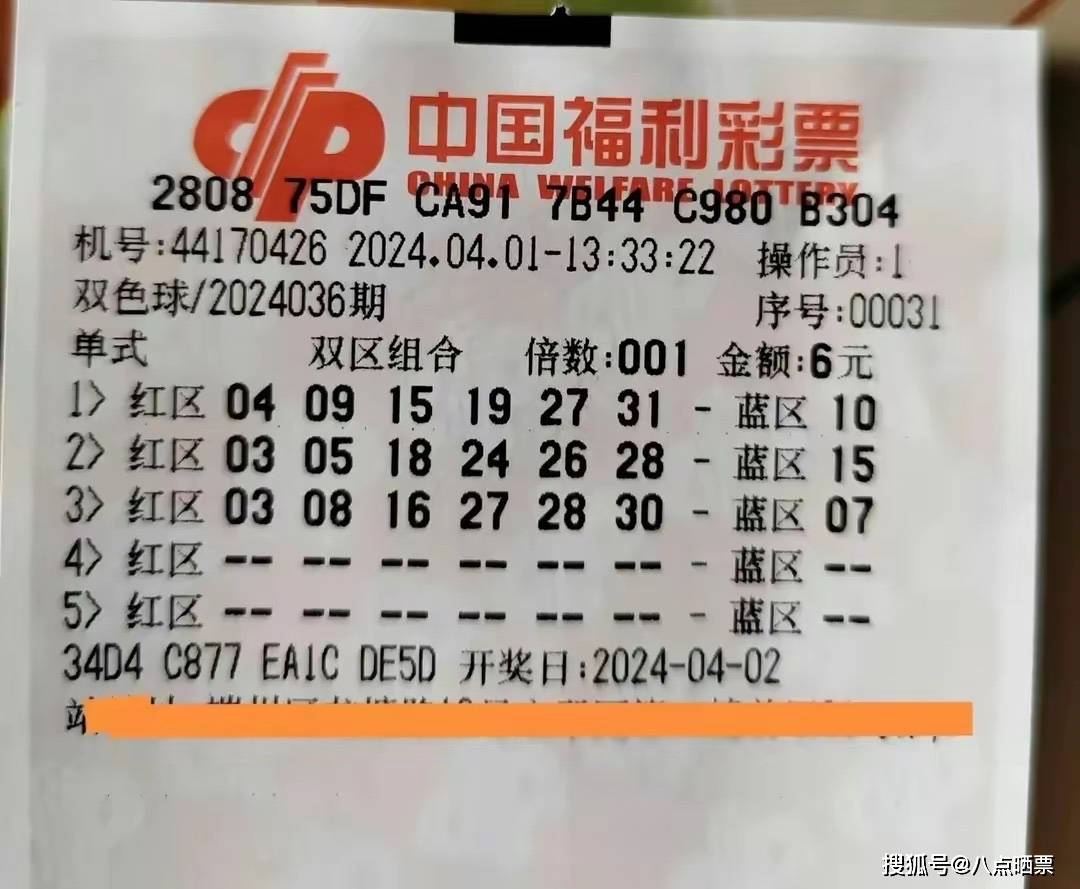 中国福利彩票
CHINA WELFARE LOTTERY
2808 75DF CA91 7B44 C980 B304
机号:44170426 2024.04.01-13:33:22 操作员:1
双色球/2024036期 序号:00031
单式 双区组合 倍数:001 金额:6元
1> 红区 04 09 15 19 27 31 - 蓝区 10
2> 红区 03 05 18 24 26 28 - 蓝区 15
3> 红区 03 08 16 27 28 30 - 蓝区 07
4> 红区 -- -- -- -- -- -- - 蓝区 --
5> 红区 -- -- -- -- -- -- - 蓝区 --
34D4 C877 EA1C DE5D 开奖日:2024-04-02
站
搜狐号@八点晒票